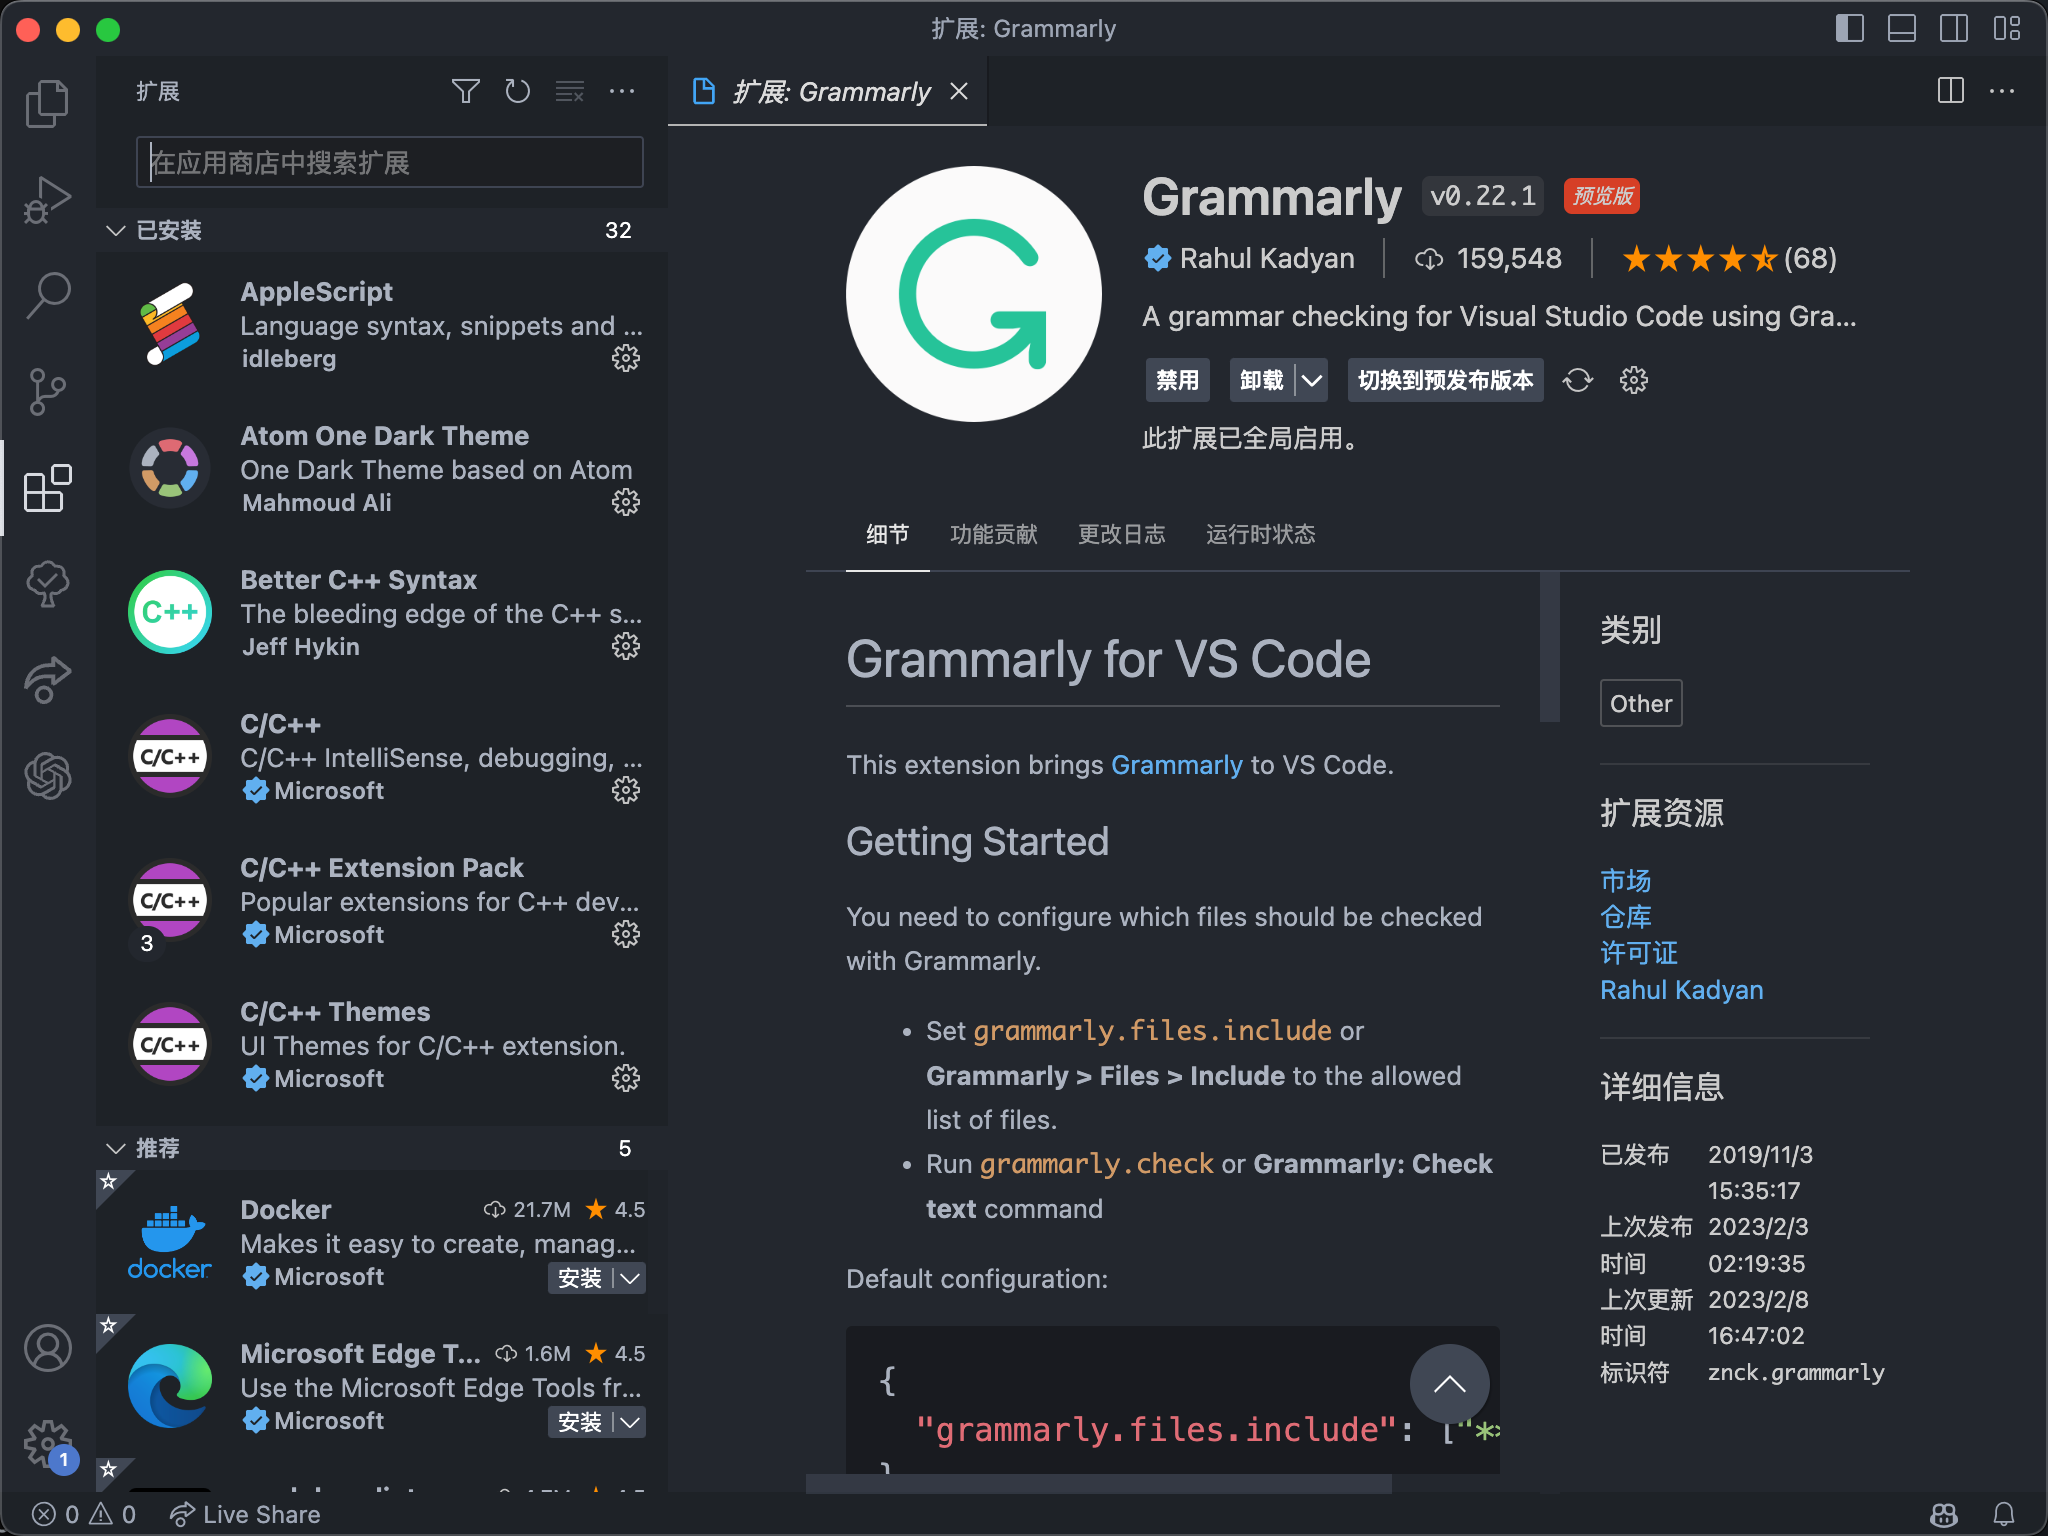 扩展: Grammarly
扩展
在应用商店中搜索扩展
已安装 32
AppleScript
Language syntax, snippets and ...
idleberg
Atom One Dark Theme
One Dark Theme based on Atom
Mahmoud Ali
C++
Better C++ Syntax
The bleeding edge of the C++ s...
Jeff Hykin
C/C++
C/C++
C/C++ IntelliSense, debugging, ...
Microsoft
C/C++
3
C/C++ Extension Pack
Popular extensions for C++ dev...
Microsoft
C/C++
C/C++ Themes
UI Themes for C/C++ extension.
Microsoft
推荐 5
docker
Docker 21.7M 4.5
Makes it easy to create, manag...
Microsoft 安装
Microsoft Edge T... 1.6M 4.5
Use the Microsoft Edge Tools fr...
Microsoft 安装
1
扩展: Grammarly
Grammarly v0.22.1 预览版
Rahul Kadyan 159,548 (68)
A grammar checking for Visual Studio Code using Gra...
禁用 卸载 切换到预发布版本
此扩展已全局启用。
细节 功能贡献 更改日志 运行时状态
Grammarly for VS Code
This extension brings Grammarly to VS Code.
Getting Started
You need to configure which files should be checked
with Grammarly.
• Set grammarly.files.include or
Grammarly > Files > Include to the allowed
list of files.
• Run grammarly.check or Grammarly: Check
text command
Default configuration:
{
"grammarly.files.include": ["**
}
类别
Other
扩展资源
市场
仓库
许可证
Rahul Kadyan
详细信息
已发布 2019/11/3
15:35:17
上次发布 2023/2/3
时间 02:19:35
上次更新 2023/2/8
时间 16:47:02
标识符 znck.grammarly
0 0 Live Share